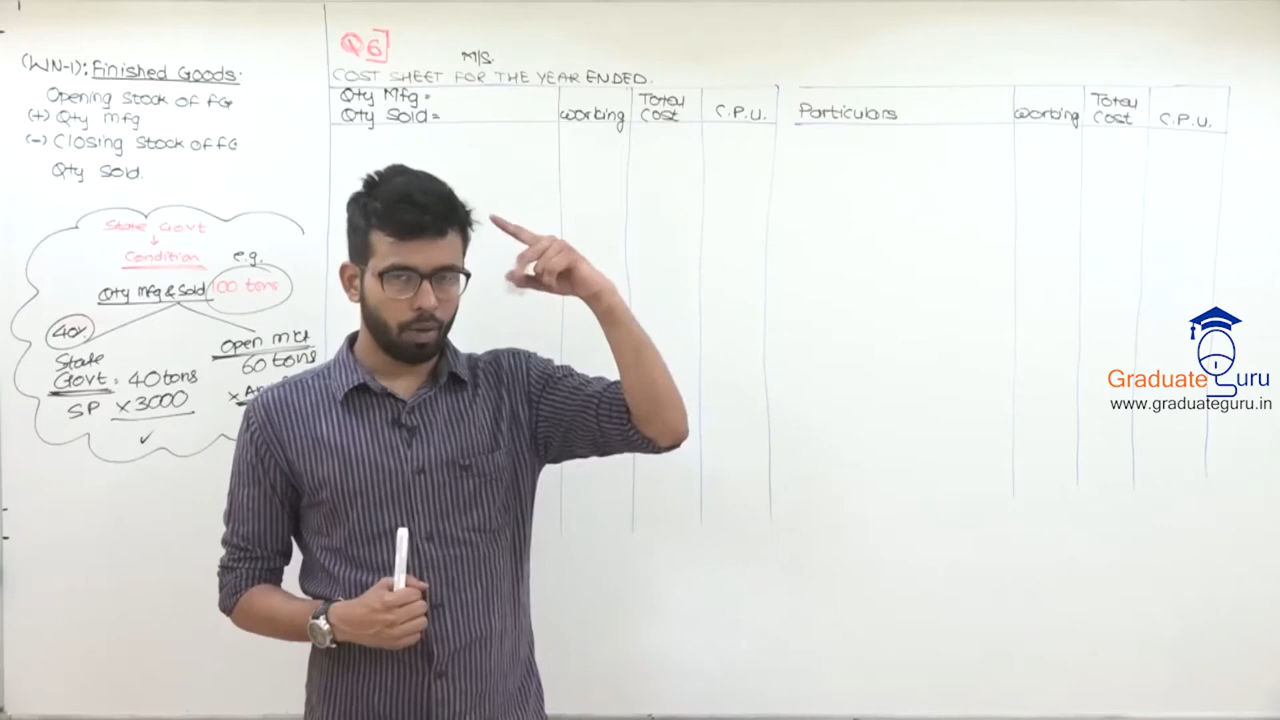 (WN-1): Finished Goods:
Opening Stock of FG
(+) Qty Mfg
(-) Closing Stock of FG
Qty Sold.
State Govt
↓
Condition
e.g.
Qty Mfg & Sold 100 tons
40%
State
Govt = 40 tons
SP × 3000
✓
Open mkt
60 tons
×
Q6]
M/S.
COST SHEET FOR THE YEAR ENDED.
Qty Mfg =
Qty Sold =
working
Total Cost
C.P.U.
Particulars
working
Total Cost
C.P.U.
Graduate Guru
www.graduateguru.in